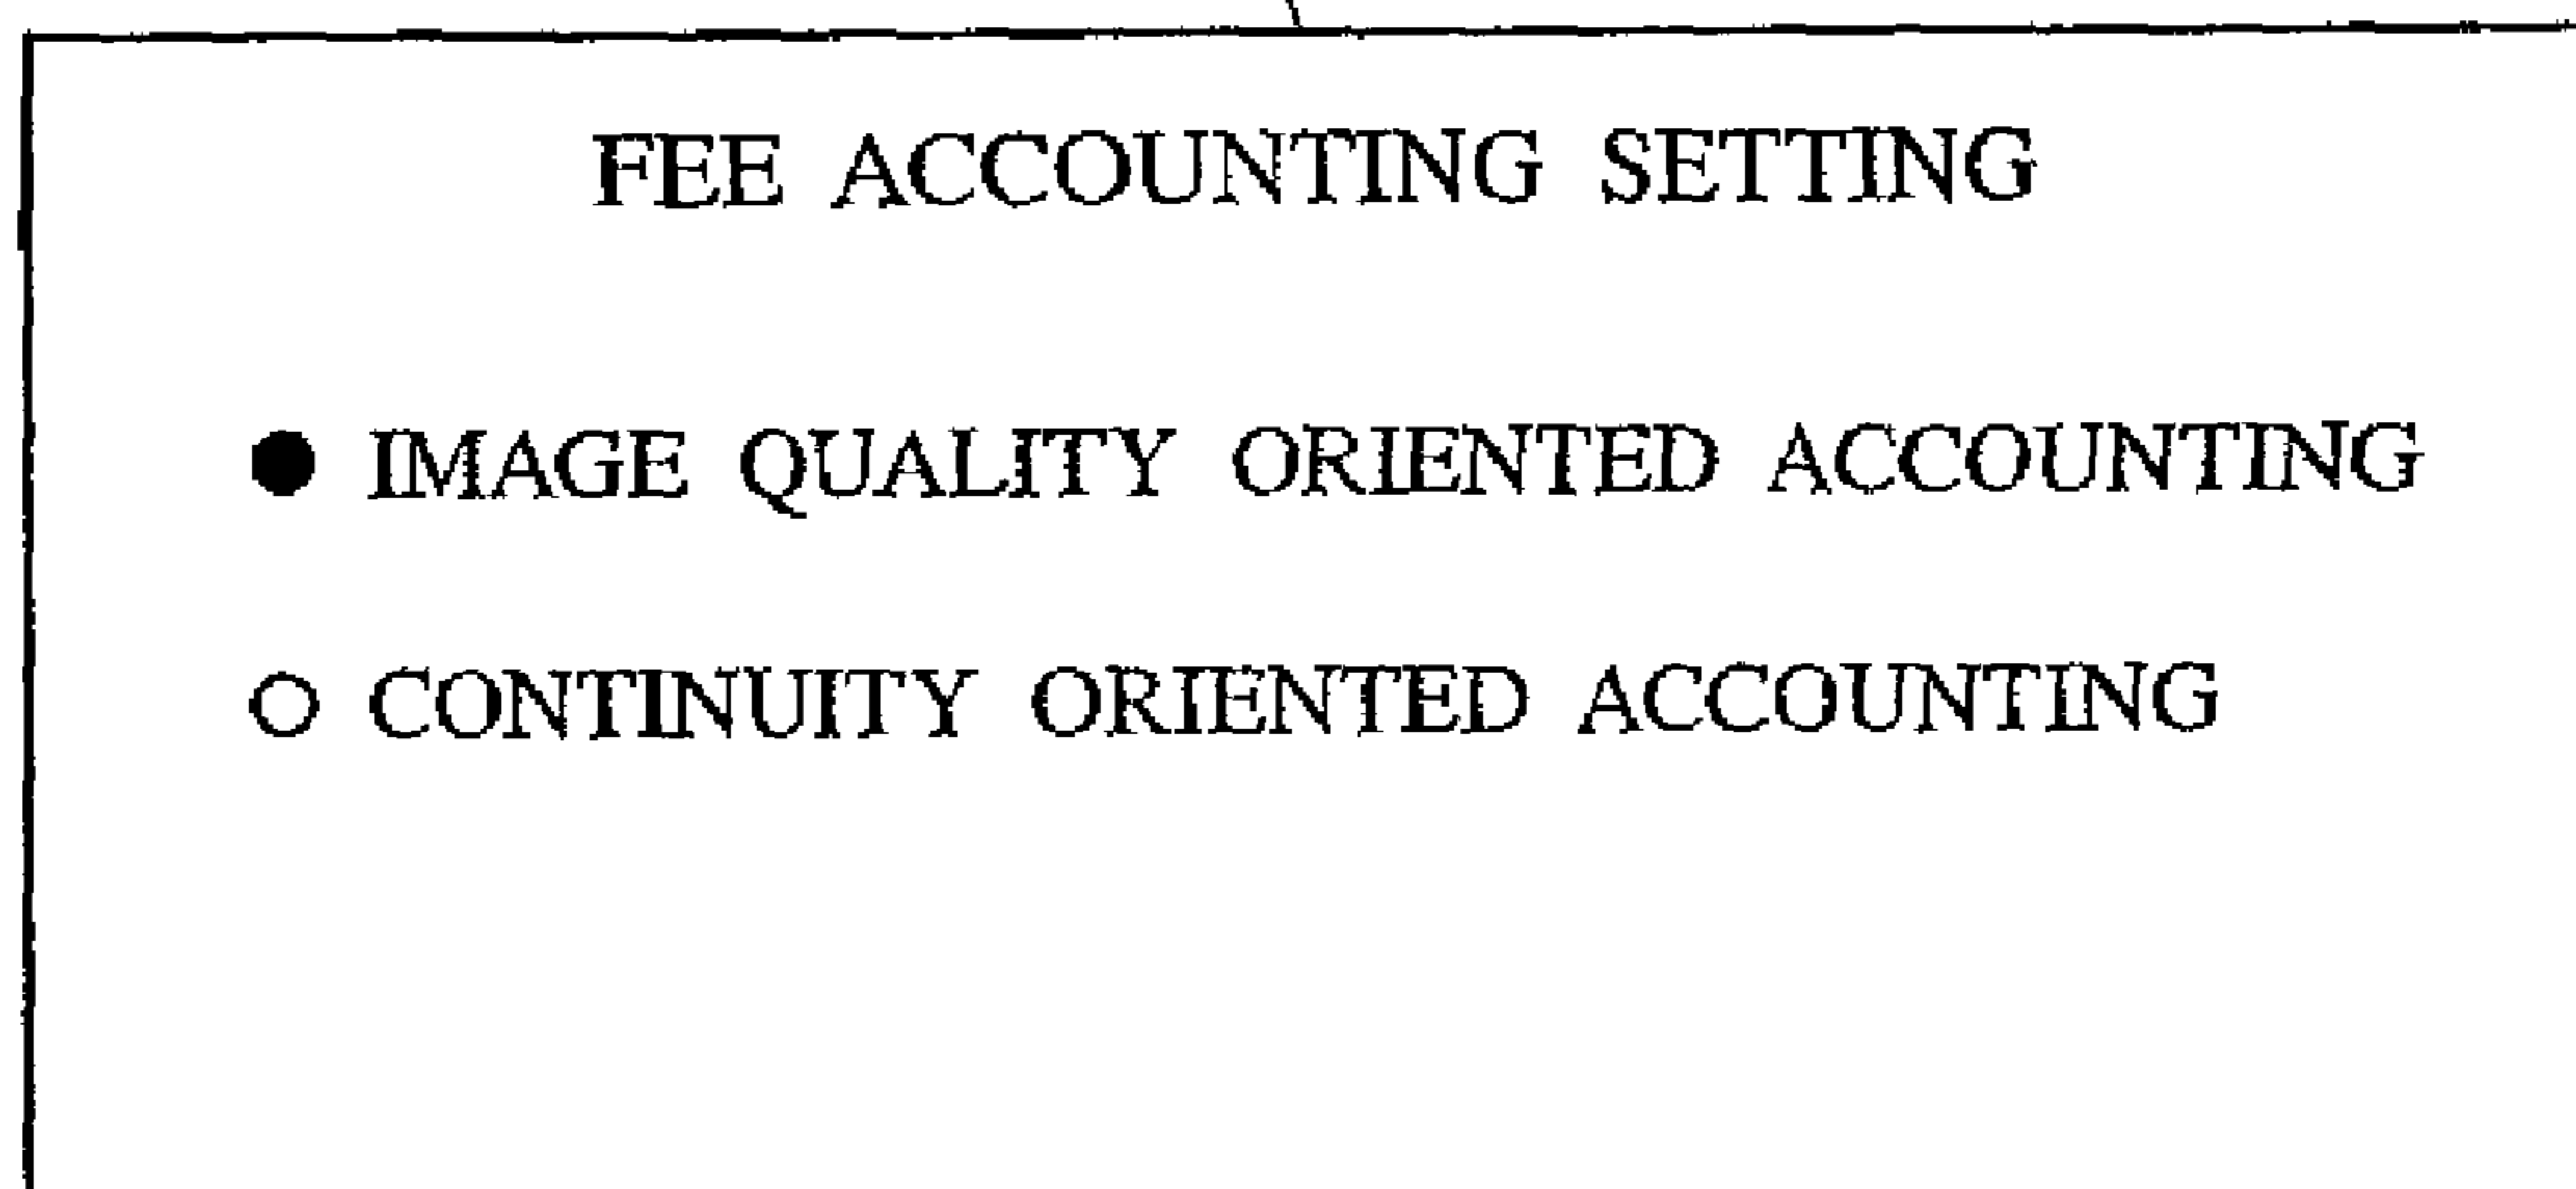 FEE ACCOUNTING SETTING
● IMAGE QUALITY ORIENTED ACCOUNTING
○ CONTINUITY ORIENTED ACCOUNTING